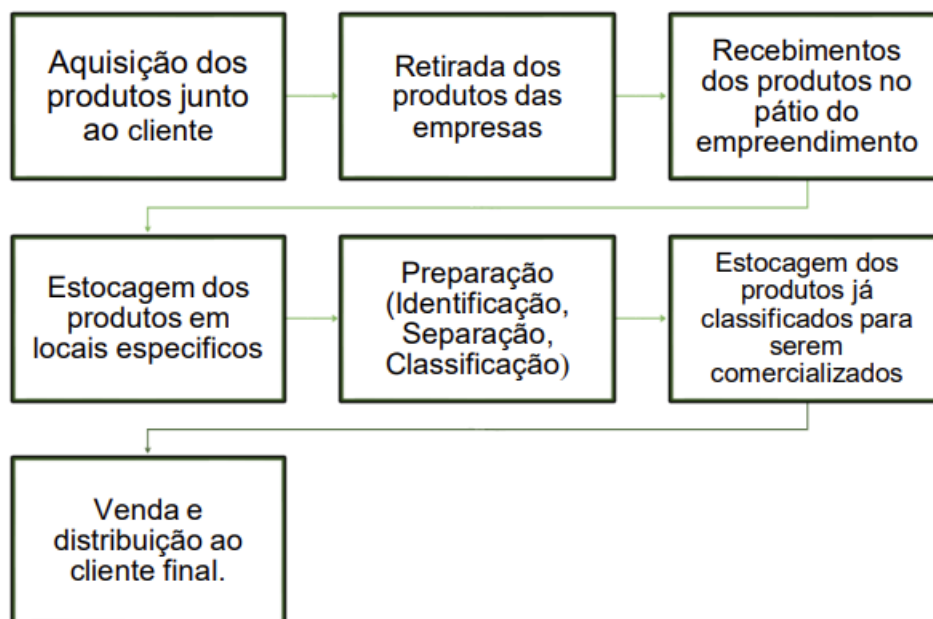 Aquisição dos
produtos junto
ao cliente
Retirada dos
produtos das
empresas
Recebimentos
dos produtos no
pátio do
empreendimento
Estocagem dos
produtos em
locais especificos
Preparação
(Identificação,
Separação,
Classificação)
Estocagem dos
produtos já
classificados para
serem
comercializados
Venda e
distribuição ao
cliente final.